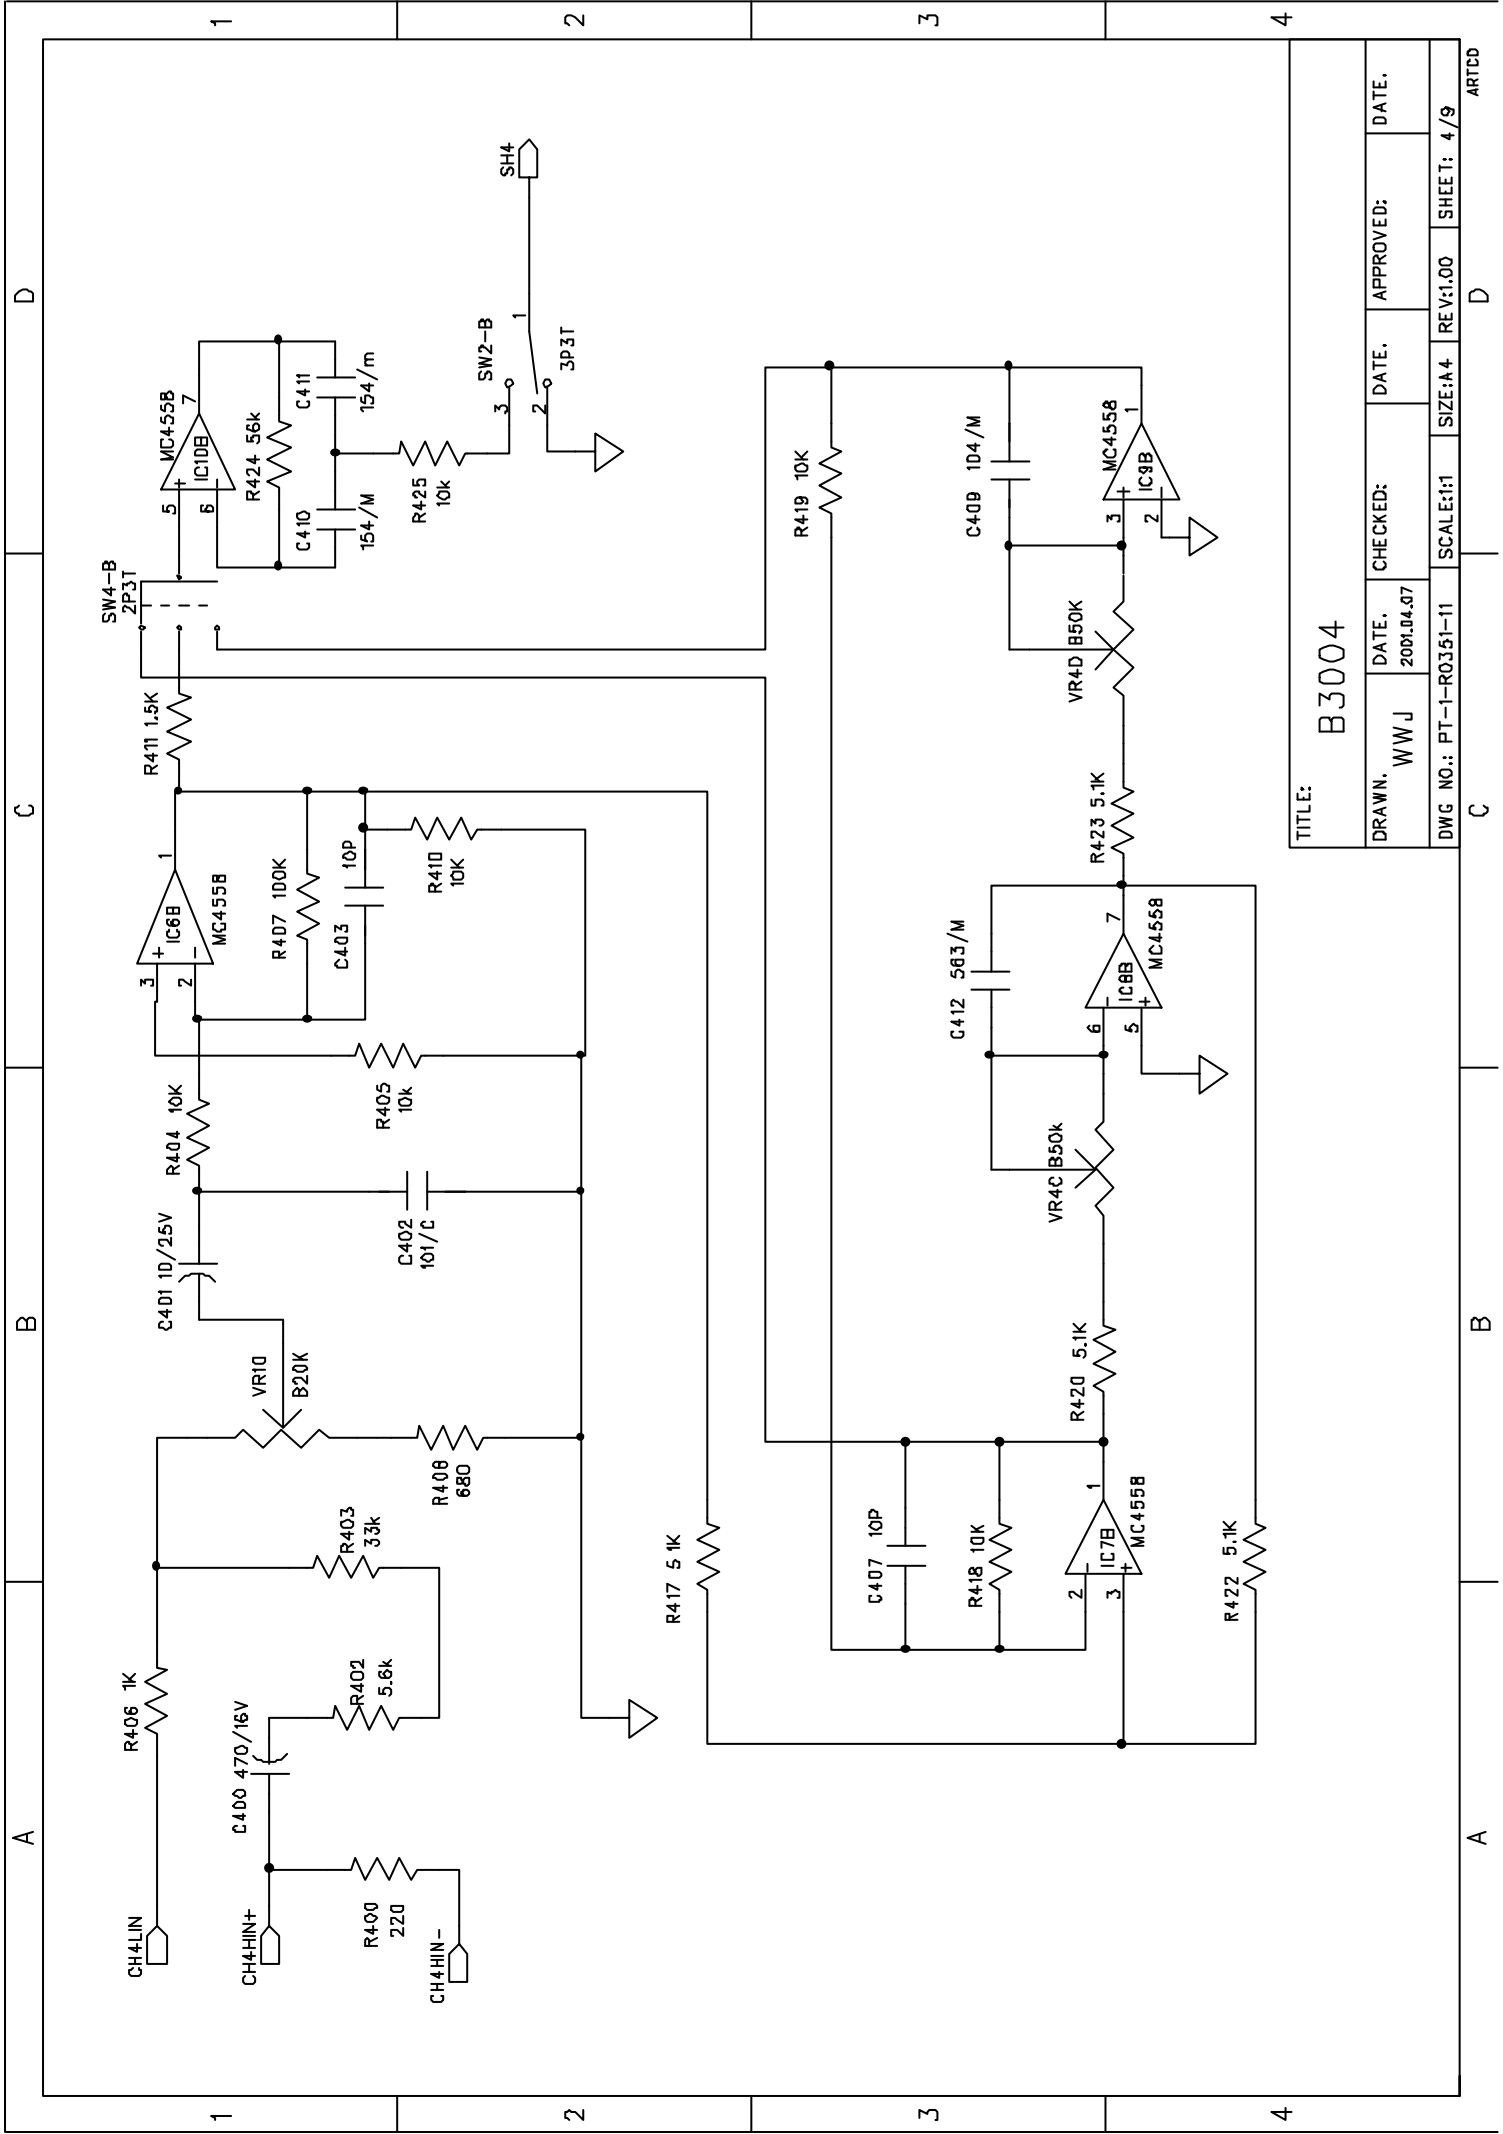 A
B
C
D
1
2
3
4
CH4LIN
R406 1K
CH4HIN+
C400 470/16V
R400
220
CH4HIN-
R402
5.6k
R403
33k
VR10
B20K
R408
680
C401 10/25V
C402
101/C
R404 10K
R405
10k
3
2
+
-
IC6B
1
MC4558
R407 100K
C403
10P
R410
10K
R411 1.5K
SW4-B
2P3T
5
6
+
-
IC10B
MC4558
7
R424 56k
C410
154/M
C411
154/m
R425
10k
SW2-B
3
2
1
3P3T
SH4
R417 5.1K
R419 10K
C407 10P
R418 10K
2
3
-
+
IC7B
1
MC4558
R420 5.1K
R422 5.1K
VR4C B50k
C412 563/M
6
5
-
+
IC8B
7
MC4558
R423 5.1K
VR4D B50K
C409 104/M
3
2
+
-
IC9B
MC4558
1
TITLE:
B3004
DRAWN.
WWJ
DATE.
2001.04.07
CHECKED:
DATE.
APPROVED:
DATE.
DWG NO.: PT-1-R0351-11
SCALE:1:1
SIZE:A4
REV:1.00
SHEET: 4/9
ARTCD
1
2
3
4
A
B
C
D